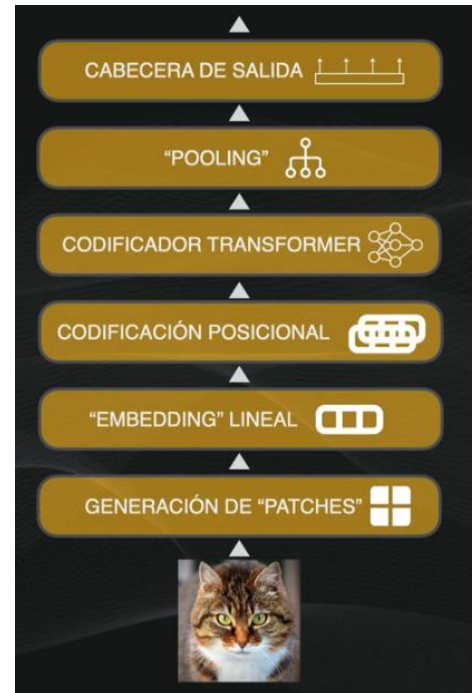 CABECERA DE SALIDA
“POOLING”
CODIFICADOR TRANSFORMER
CODIFICACIÓN POSICIONAL
“EMBEDDING” LINEAL
GENERACIÓN DE “PATCHES”